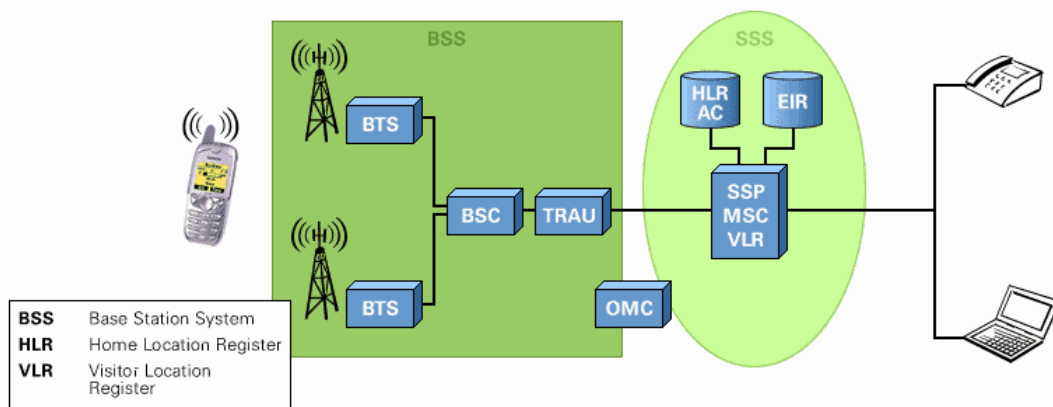 BSS
SSS
HLR
AC
EIR
BTS
SSP
MSC
VLR
BSC
TRAU
BTS
OMC
BSS Base Station System
HLR Home Location Register
VLR Visitor Location
Register